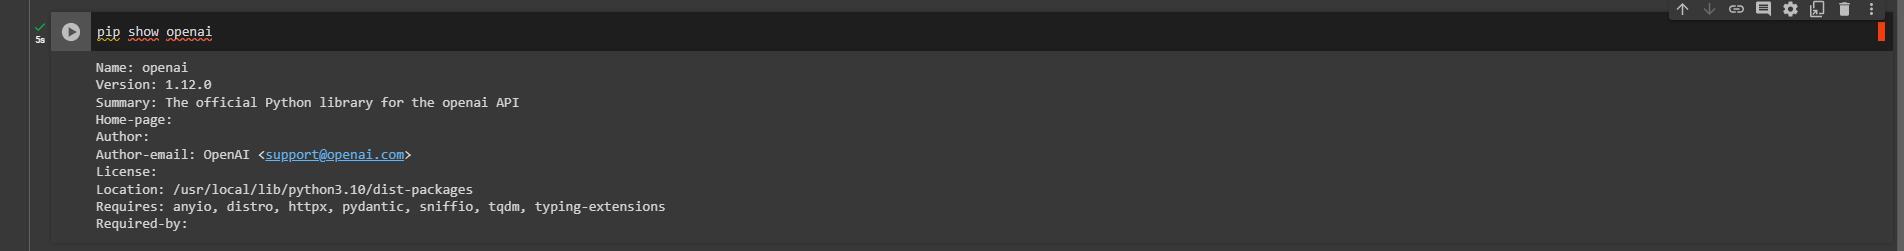 pip show openai
5s
Name: openai
Version: 1.12.0
Summary: The official Python library for the openai API
Home-page:
Author:
Author-email: OpenAI <support@openai.com>
License:
Location: /usr/local/lib/python3.10/dist-packages
Requires: anyio, distro, httpx, pydantic, sniffio, tqdm, typing-extensions
Required-by: